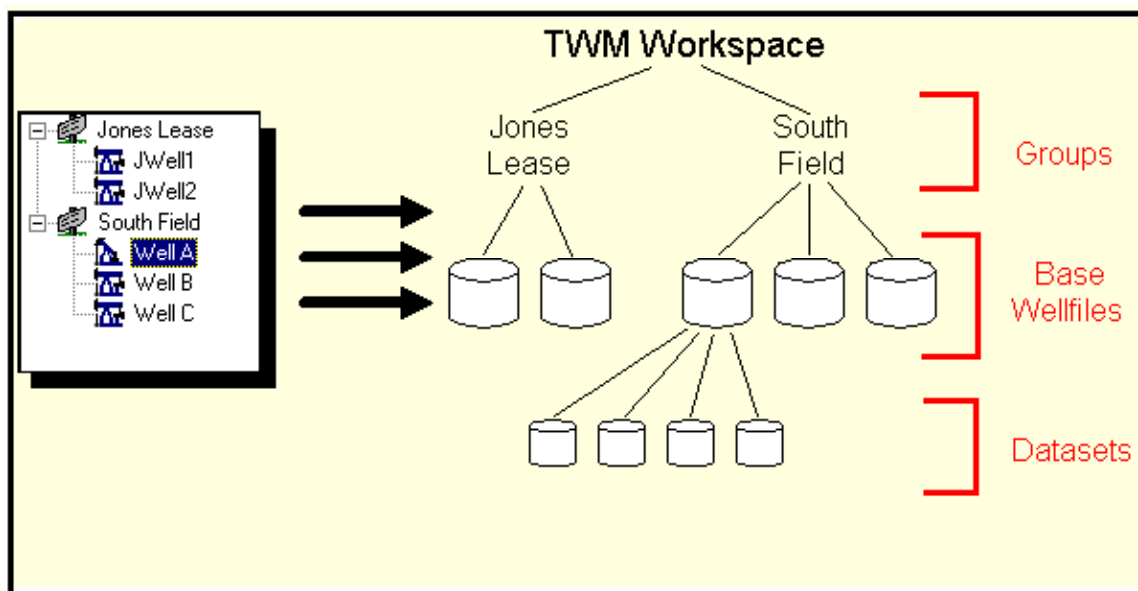 TWM Workspace
Jones Lease
JWell1
JWell2
South Field
Well A
Well B
Well C
Jones
Lease
South
Field
Groups
Base
Wellfiles
Datasets